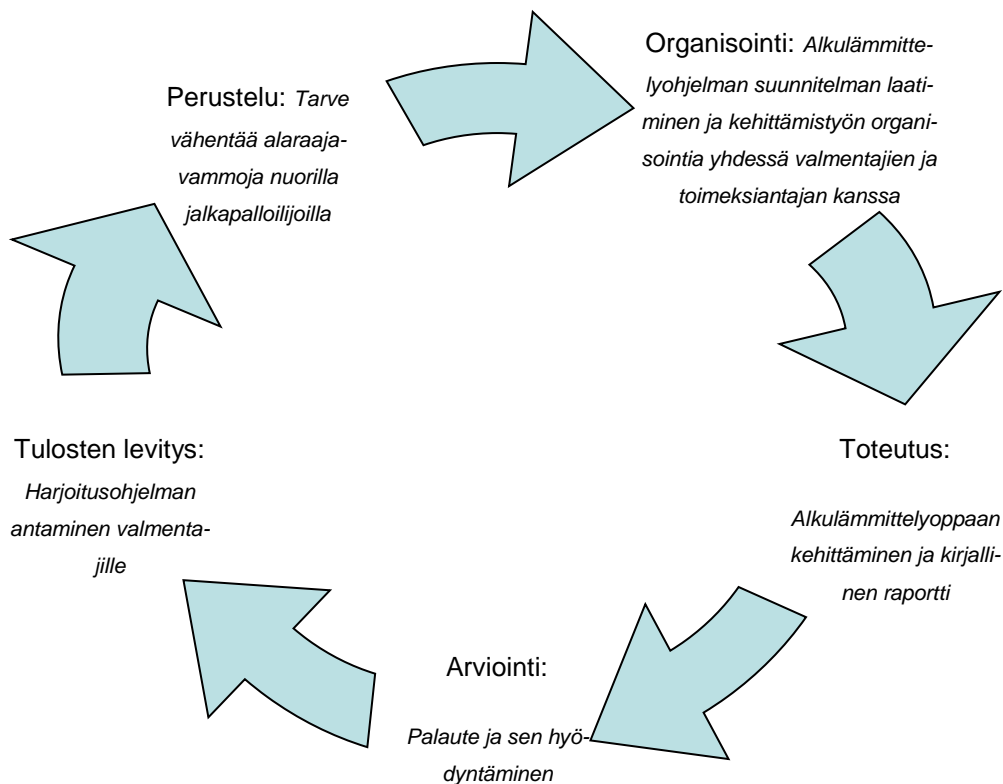 Perustelu: Tarve
vähentää alaraaja-
vammoja nuorilla
jalkapalloilijoilla
Organisointi: Alkulämmitte-
lyohjelman suunnitelman laati-
minen ja kehittämistyön organi-
sointia yhdessä valmentajien ja
toimeksiantajan kanssa
Toteutus:
Alkulämmittelyoppaan
kehittäminen ja kirjalli-
nen raportti
Arviointi:
Palaute ja sen hyö-
dyntäminen
Tulosten levitys:
Harjoitusohjelman
antaminen valmenta-
jille